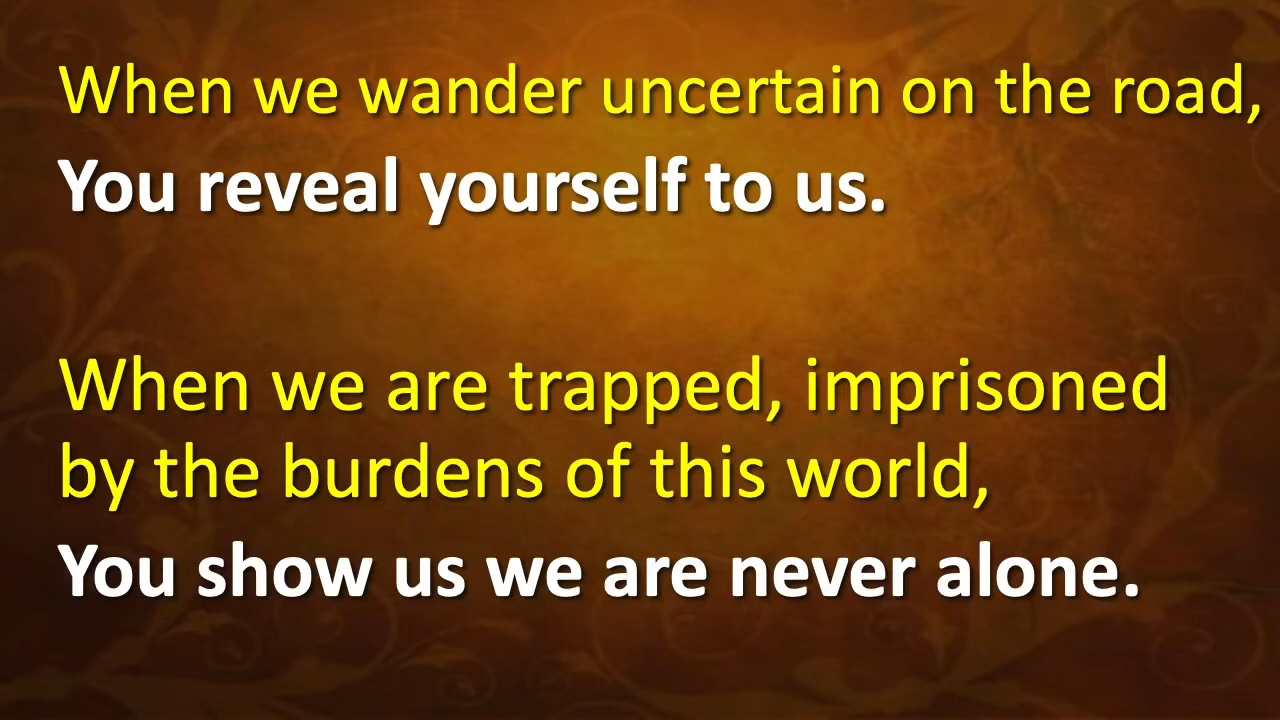 When we wander uncertain on the road,
You reveal yourself to us.
When we are trapped, imprisoned
by the burdens of this world,
You show us we are never alone.